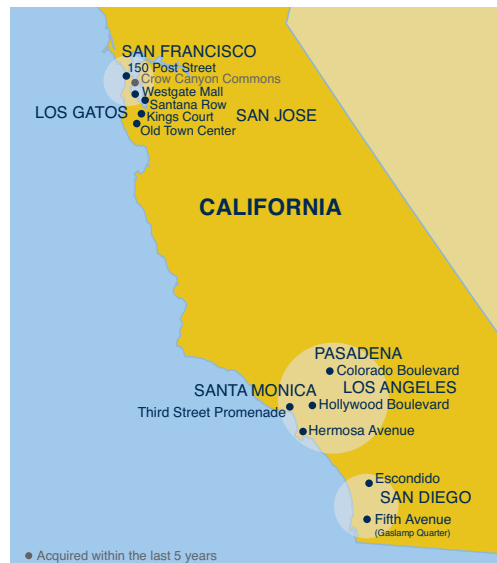 SAN FRANCISCO
150 Post Street
Crow Canyon Commons
Westgate Mall
Santana Row
LOS GATOS
Kings Court
SAN JOSE
Old Town Center
CALIFORNIA
PASADENA
Colorado Boulevard
SANTA MONICA
LOS ANGELES
Third Street Promenade
Hollywood Boulevard
Hermosa Avenue
Escondido
SAN DIEGO
Fifth Avenue
(Gaslamp Quarter)
Acquired within the last 5 years